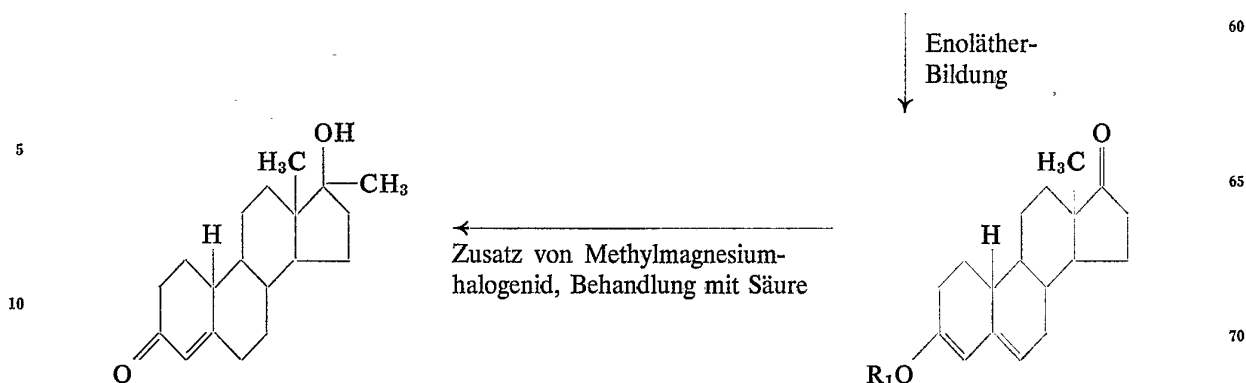 60
Enoläther-
Bildung
5
OH
H₃C
CH₃
H
O
10
Zusatz von Methylmagnesium-
halogenid, Behandlung mit Säure
O
H₃C
H
R₁O
65
70